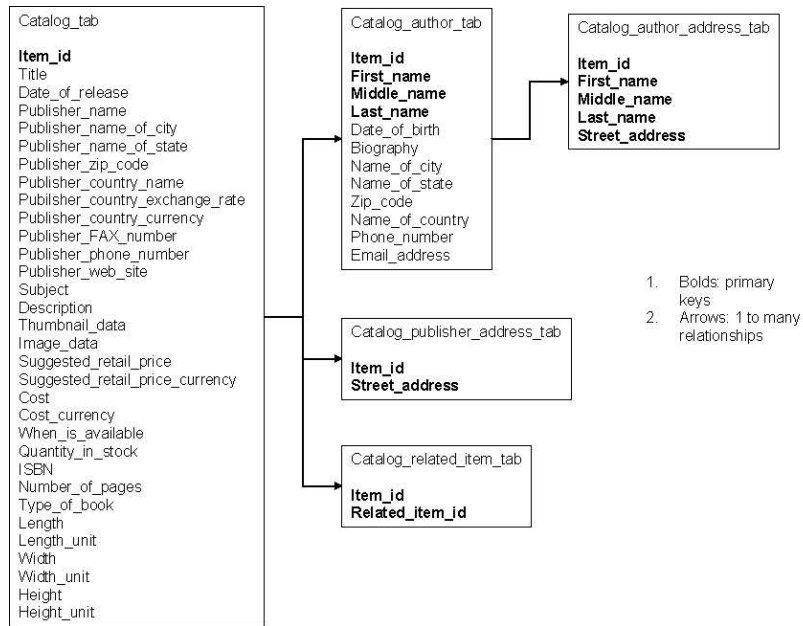 Catalog_tab
Item_id
Title
Date_of_release
Publisher_name
Publisher_name_of_city
Publisher_name_of_state
Publisher_zip_code
Publisher_country_name
Pubilsher_country_exchange_rate
Publisher_country_currency
Publisher_FAX_number
Publisher_phone_number
Publisher_web_site
Subject
Description
Thumbnail_data
Image_data
Suggested_retail_price
Suggested_retail_price_currency
Cost
Cost_currency
When_is_available
Quantity_in_stock
ISBN
Number_of_pages
Type_of_book
Length
Length_unit
Width
Width_unit
Height
Height_unit
Catalog_author_tab
Item_id
First_name
Middle_name
Last_name
Date_of_birth
Biography
Name_of_city
Name_of_state
Zip_code
Name_of_country
Phone_number
Email_address
Catalog_author_address_tab
Item_id
First_name
Middle_name
Last_name
Street_address
Catalog_publisher_address_tab
Item_id
Street_address
Catalog_related_item_tab
Item_id
Related_item_id
1. Bolds: primary
keys
2. Arrows: 1 to many
relationships